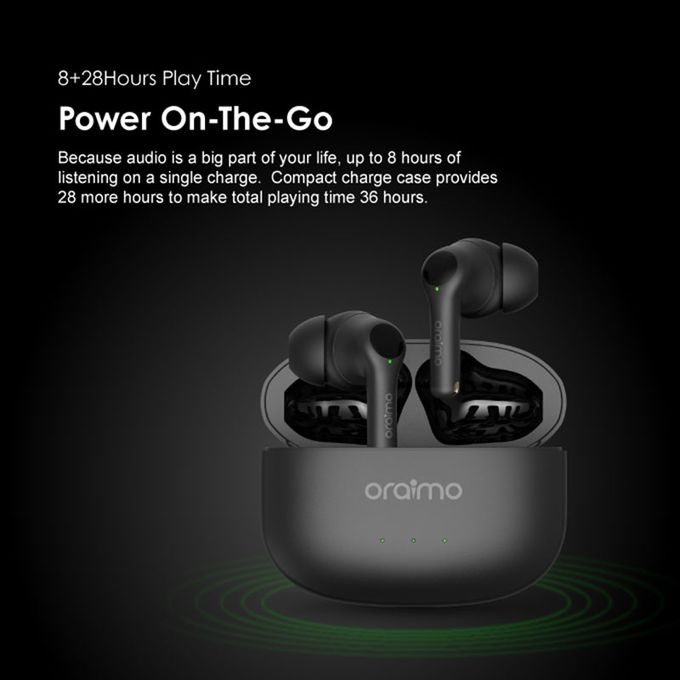 8+28Hours Play Time
Power On-The-Go
Because audio is a big part of your life, up to 8 hours of
listening on a single charge. Compact charge case provides
28 more hours to make total playing time 36 hours.
oraimo
oraimo
oraimo